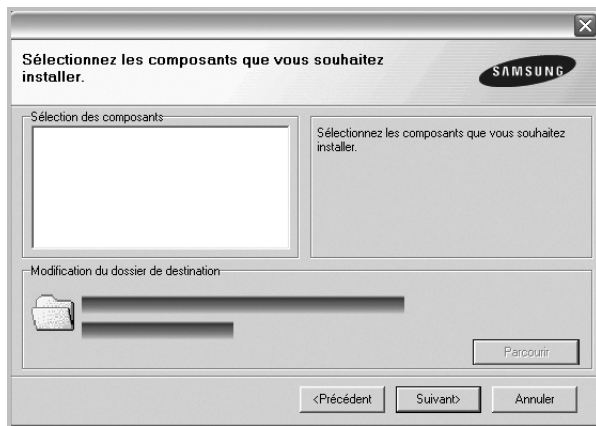 Sélectionnez les composants que vous souhaitez
installer.
SAMSUNG
Sélection des composants
Sélectionnez les composants que vous souhaitez
installer.
Modification du dossier de destination
Parcourir
<Précédent
Suivant>
Annuler